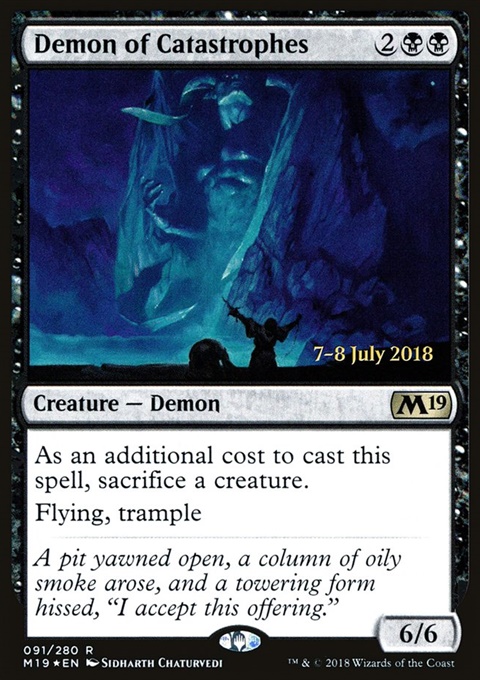 Demon of Catastrophes 2
7–8 July 2018
Creature — Demon M19
As an additional cost to cast this
spell, sacrifice a creature.
Flying, trample
A pit yawned open, a column of oily
smoke arose, and a towering form
hissed, “I accept this offering.”
6/6
091/280 R
M19★EN Sidharth Chaturvedi
™ & © 2018 Wizards of the Coast